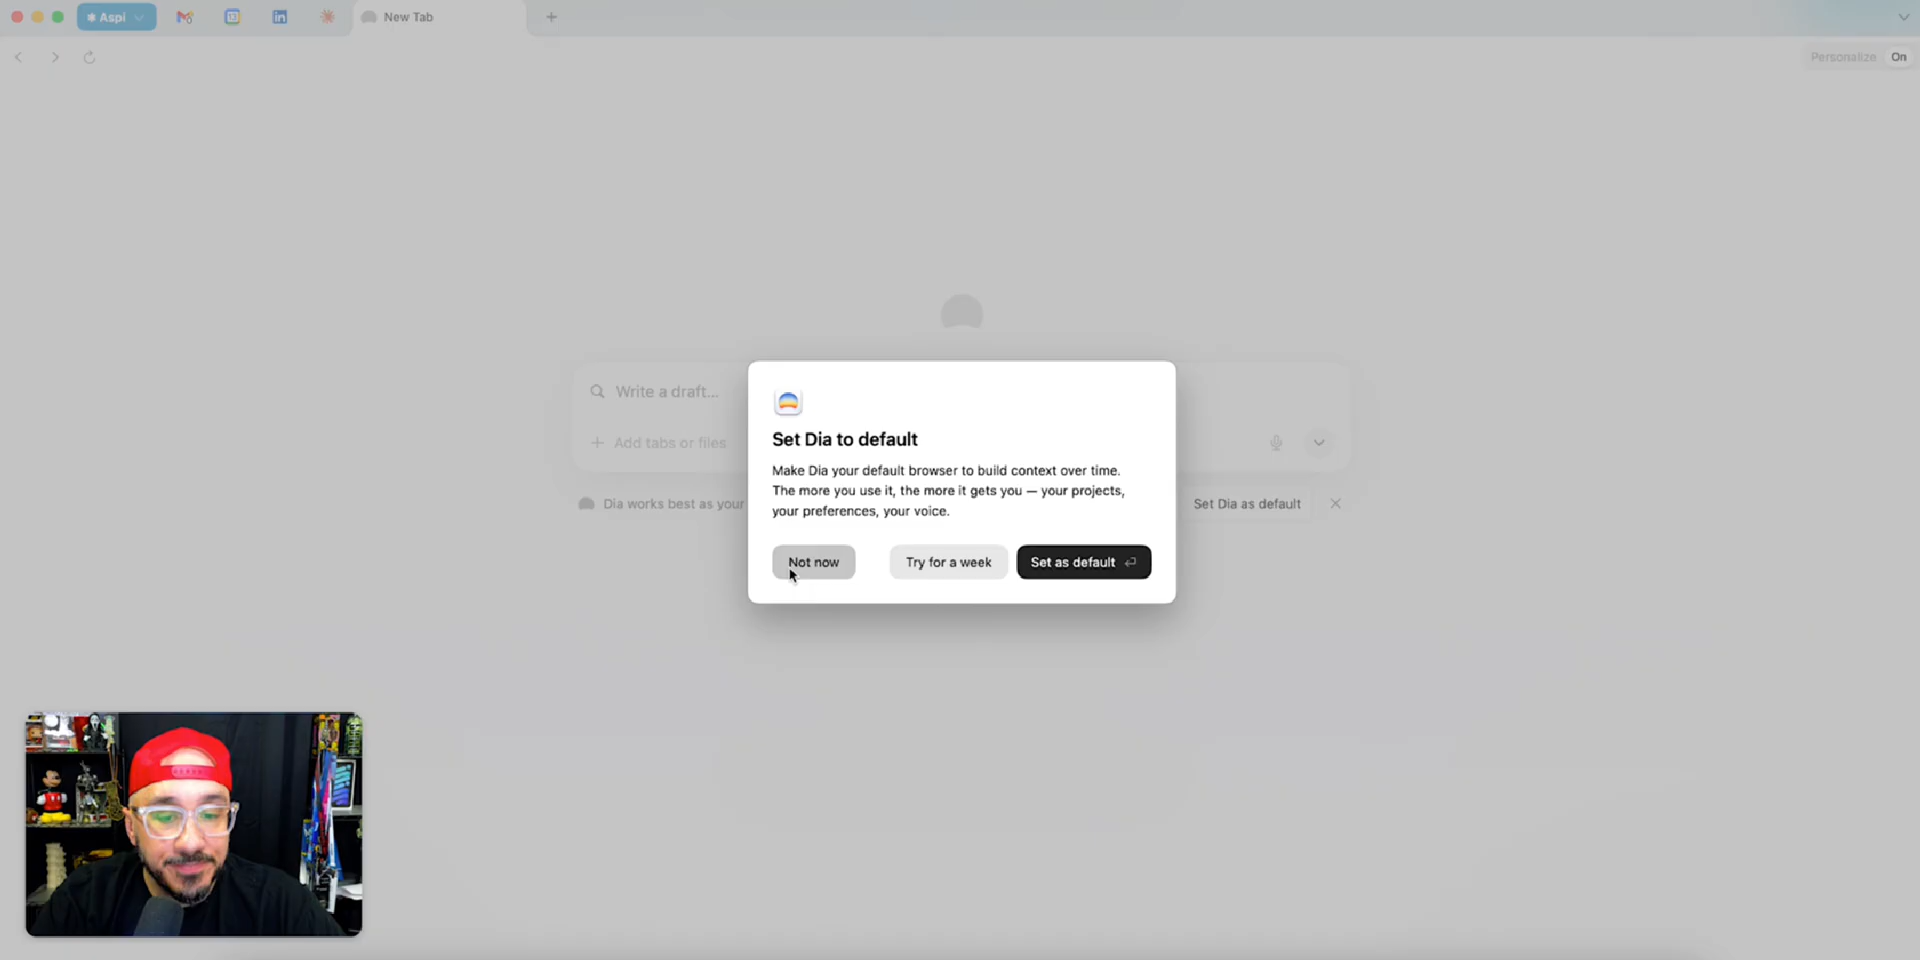 Aspi
13
in
New Tab
Personalize On
Write a draft...
Add tabs or files
Dia works best as your
Set Dia as default
Set Dia to default
Make Dia your default browser to build context over time.
The more you use it, the more it gets you — your projects,
your preferences, your voice.
Not now
Try for a week
Set as default